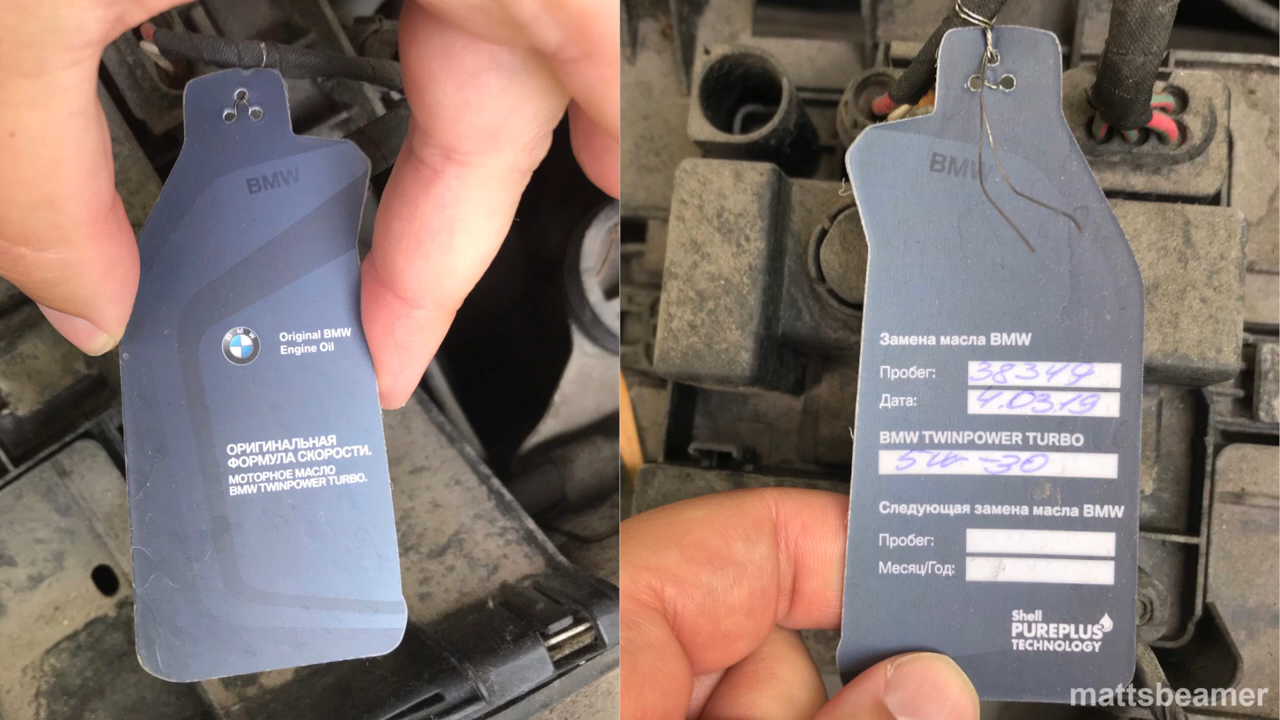 BMW
BMW
Original BMW
Engine Oil
ОРИГИНАЛЬНАЯ
ФОРМУЛА СКОРОСТИ.
МОТОРНОЕ МАСЛО
BMW TWINPOWER TURBO.
BMW
Замена масла BMW
Пробег: 38349
Дата: 4.03.19
BMW TWINPOWER TURBO
5W-30
Следующая замена масла BMW
Пробег:
Месяц/Год:
Shell
PUREPLUS
TECHNOLOGY
mattsbeamer